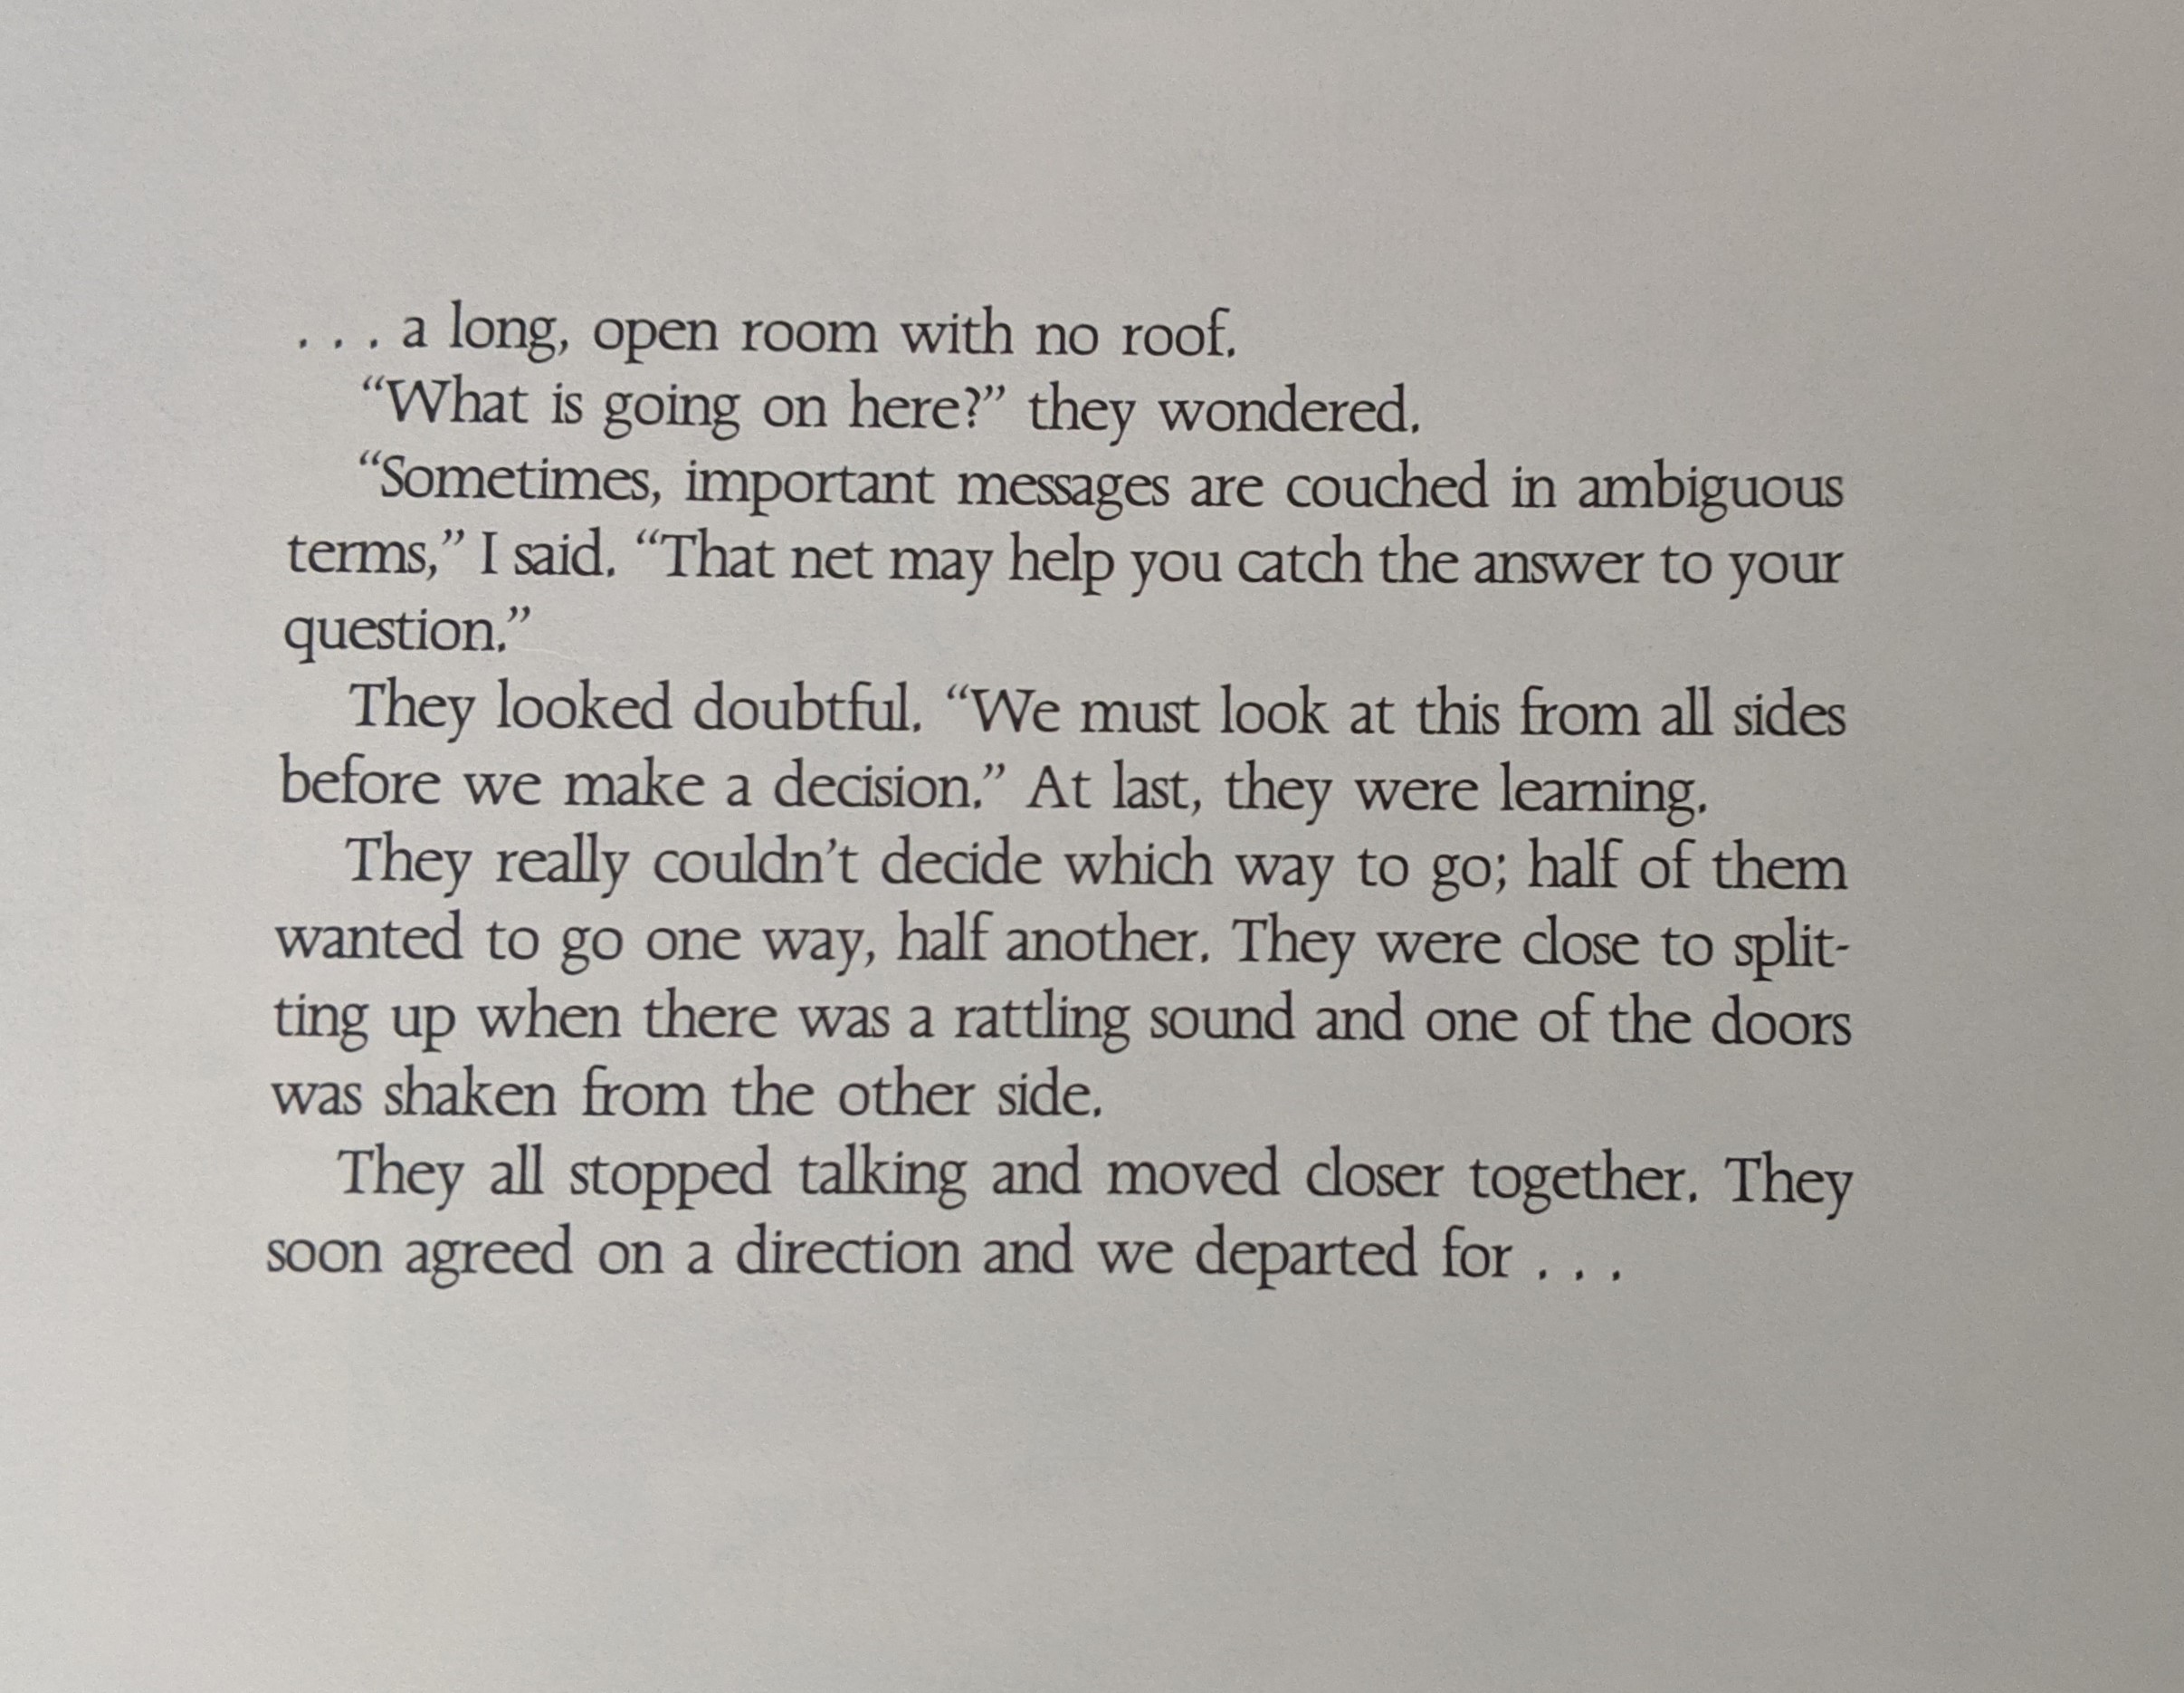 . . . a long, open room with no roof.
“What is going on here?” they wondered.
“Sometimes, important messages are couched in ambiguous
terms,” I said. “That net may help you catch the answer to your
question.”
They looked doubtful. “We must look at this from all sides
before we make a decision.” At last, they were learning.
They really couldn’t decide which way to go; half of them
wanted to go one way, half another. They were close to split-
ting up when there was a rattling sound and one of the doors
was shaken from the other side.
They all stopped talking and moved closer together. They
soon agreed on a direction and we departed for . . .